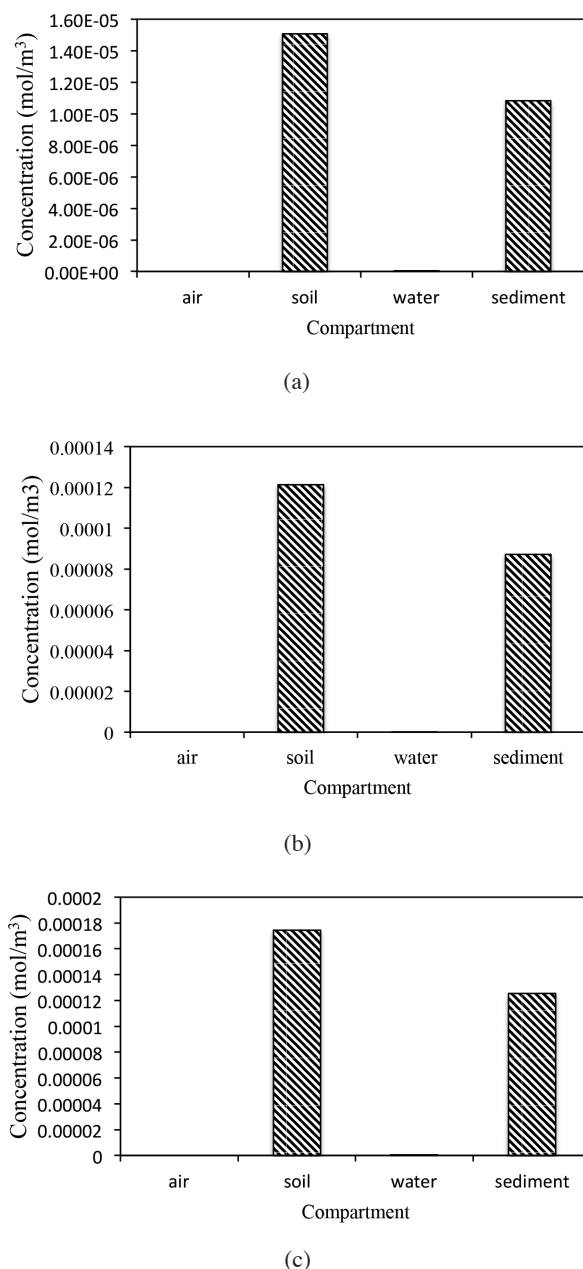 1.60E-05
1.40E-05
1.20E-05
1.00E-05
8.00E-06
6.00E-06
4.00E-06
2.00E-06
0.00E+00
Concentration (mol/m³)
air soil water sediment
Compartment
(a)
0.00014
0.00012
0.0001
0.00008
0.00006
0.00004
0.00002
0
Concentration (mol/m3)
air soil water sediment
Compartment
(b)
0.0002
0.00018
0.00016
0.00014
0.00012
0.0001
0.00008
0.00006
0.00004
0.00002
0
Concentration (mol/m³)
air soil water sediment
Compartment
(c)